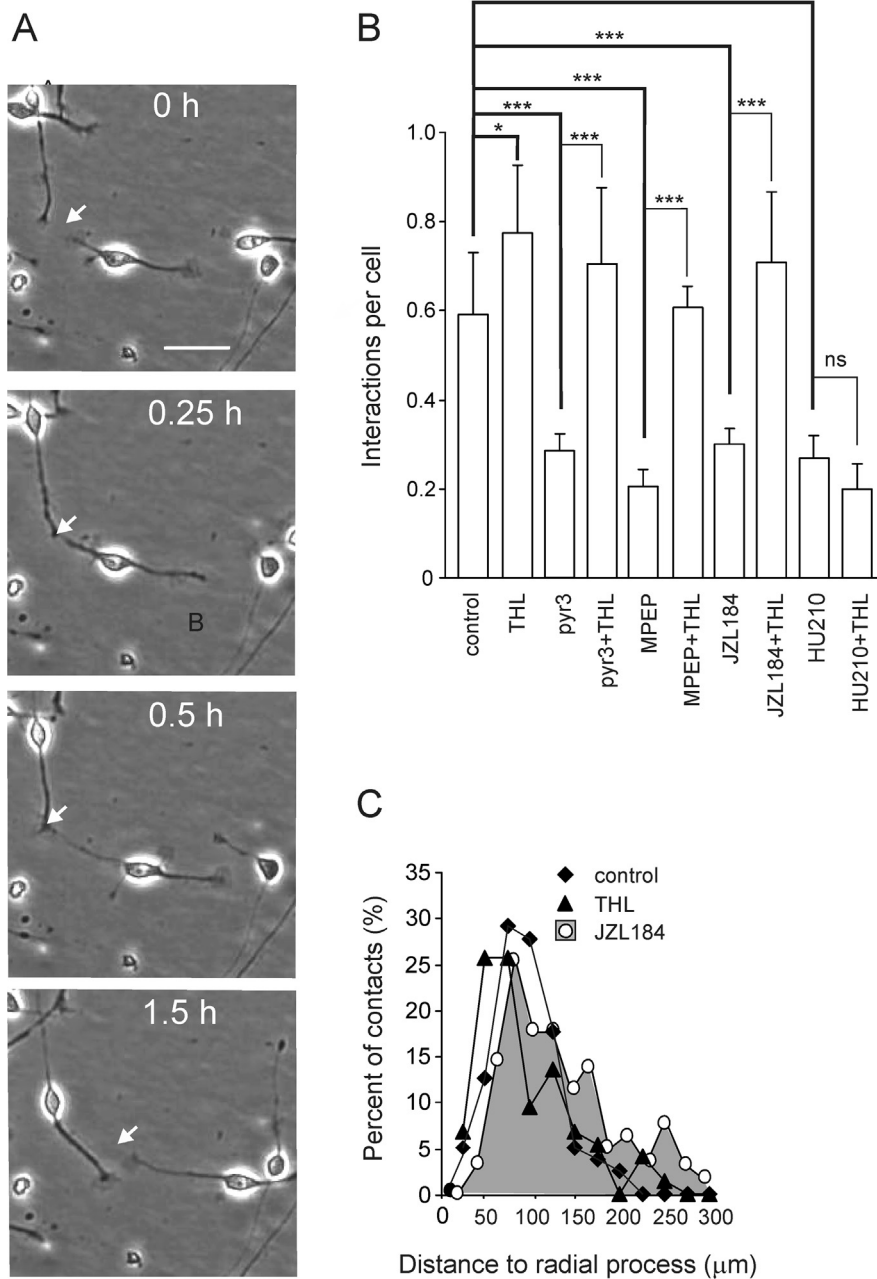 A
0 h
0.25 h
B
0.5 h
1.5 h
B
***
***
***
*
***
***
***
ns
Interactions per cell
1.0
0.8
0.6
0.4
0.2
0
control
THL
pyr3
pyr3+THL
MPEP
MPEP+THL
JZL184
JZL184+THL
HU210
HU210+THL
C
control
THL
JZL184
Percent of contacts (%)
35
30
25
20
15
10
5
0
0 50 100 150 200 250 300
Distance to radial process (μm)